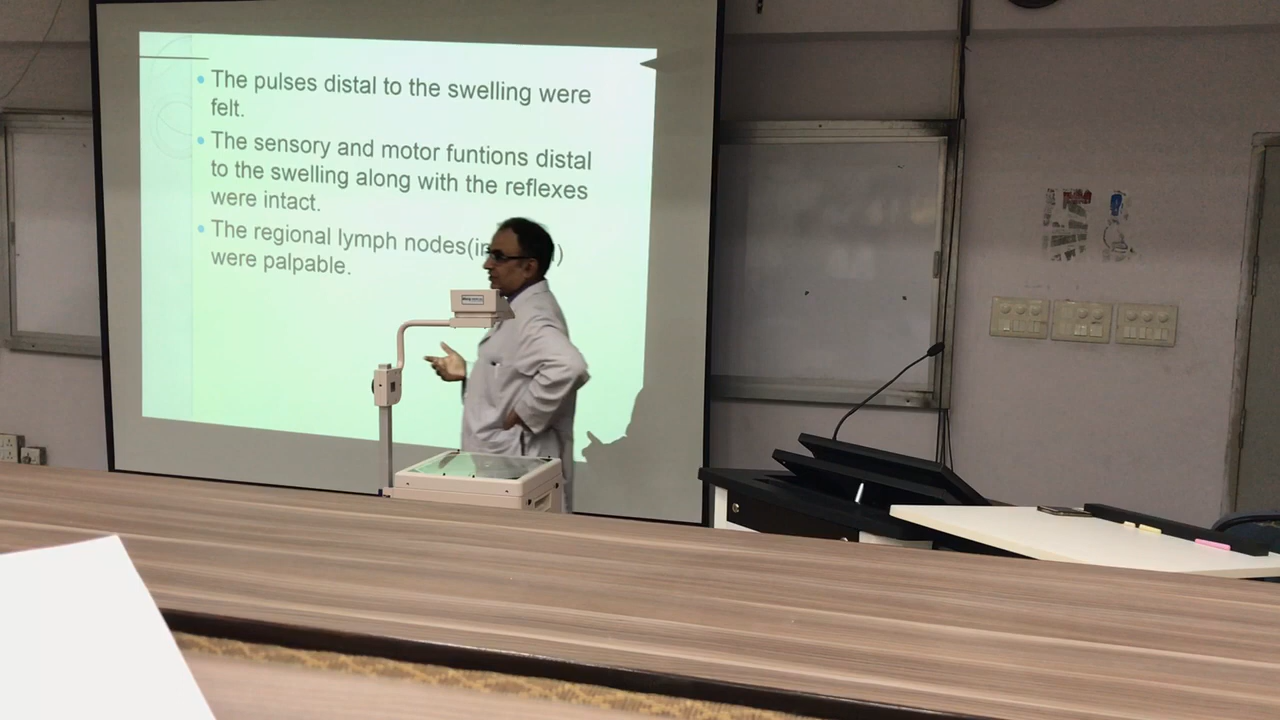 The pulses distal to the swelling were
felt.
The sensory and motor funtions distal
to the swelling along with the reflexes
were intact.
The regional lymph nodes(in
were palpable.